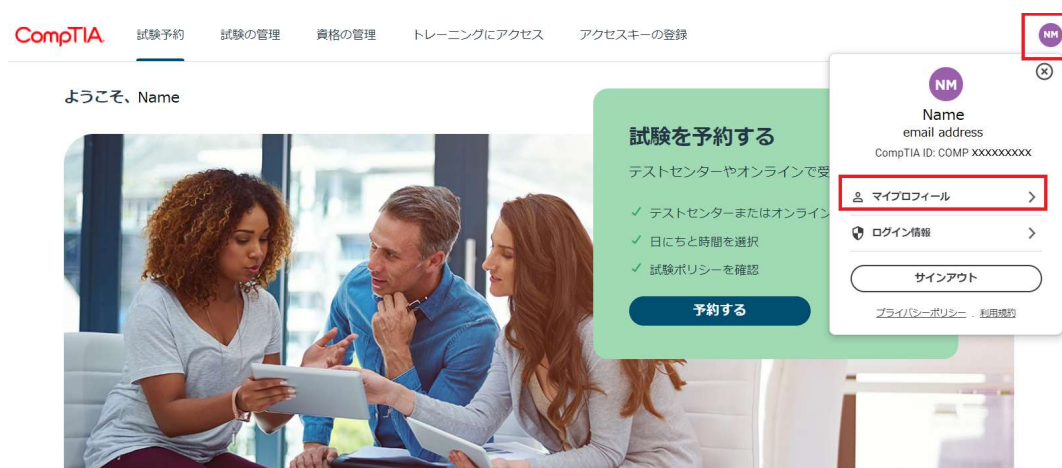 CompTIA.
試験予約
試験の管理
資格の管理
トレーニングにアクセス
アクセスキーの登録
NM
ようこそ、Name
試験を予約する
テストセンターやオンラインで受
✓ テストセンターまたはオンライン
✓ 日にちと時間を選択
✓ 試験ポリシーを確認
予約する
NM
Name
email address
CompTIA ID: COMP XXXXXXXXX
マイプロフィール
ログイン情報
サインアウト
プライバシーポリシー . 利用規約